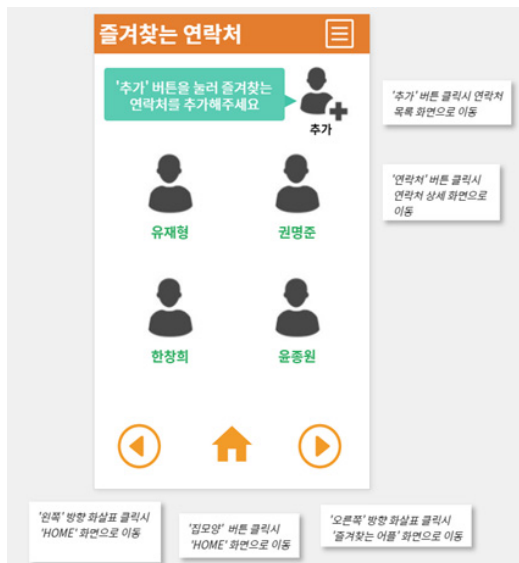 즐겨찾는 연락처
'추가' 버튼을 눌러 즐겨찾는
연락처를 추가해주세요
추가
'추가' 버튼 클릭시 연락처
목록 화면으로 이동
'연락처' 버튼 클릭시
연락처 상세 화면으로
이동
유재형
권명준
한창희
윤종원
'왼쪽' 방향 화살표 클릭시
'HOME' 화면으로 이동
'집모양' 버튼 클릭시
'HOME' 화면으로 이동
'오른쪽' 방향 화살표 클릭시
'즐겨찾는 어플' 화면으로 이동